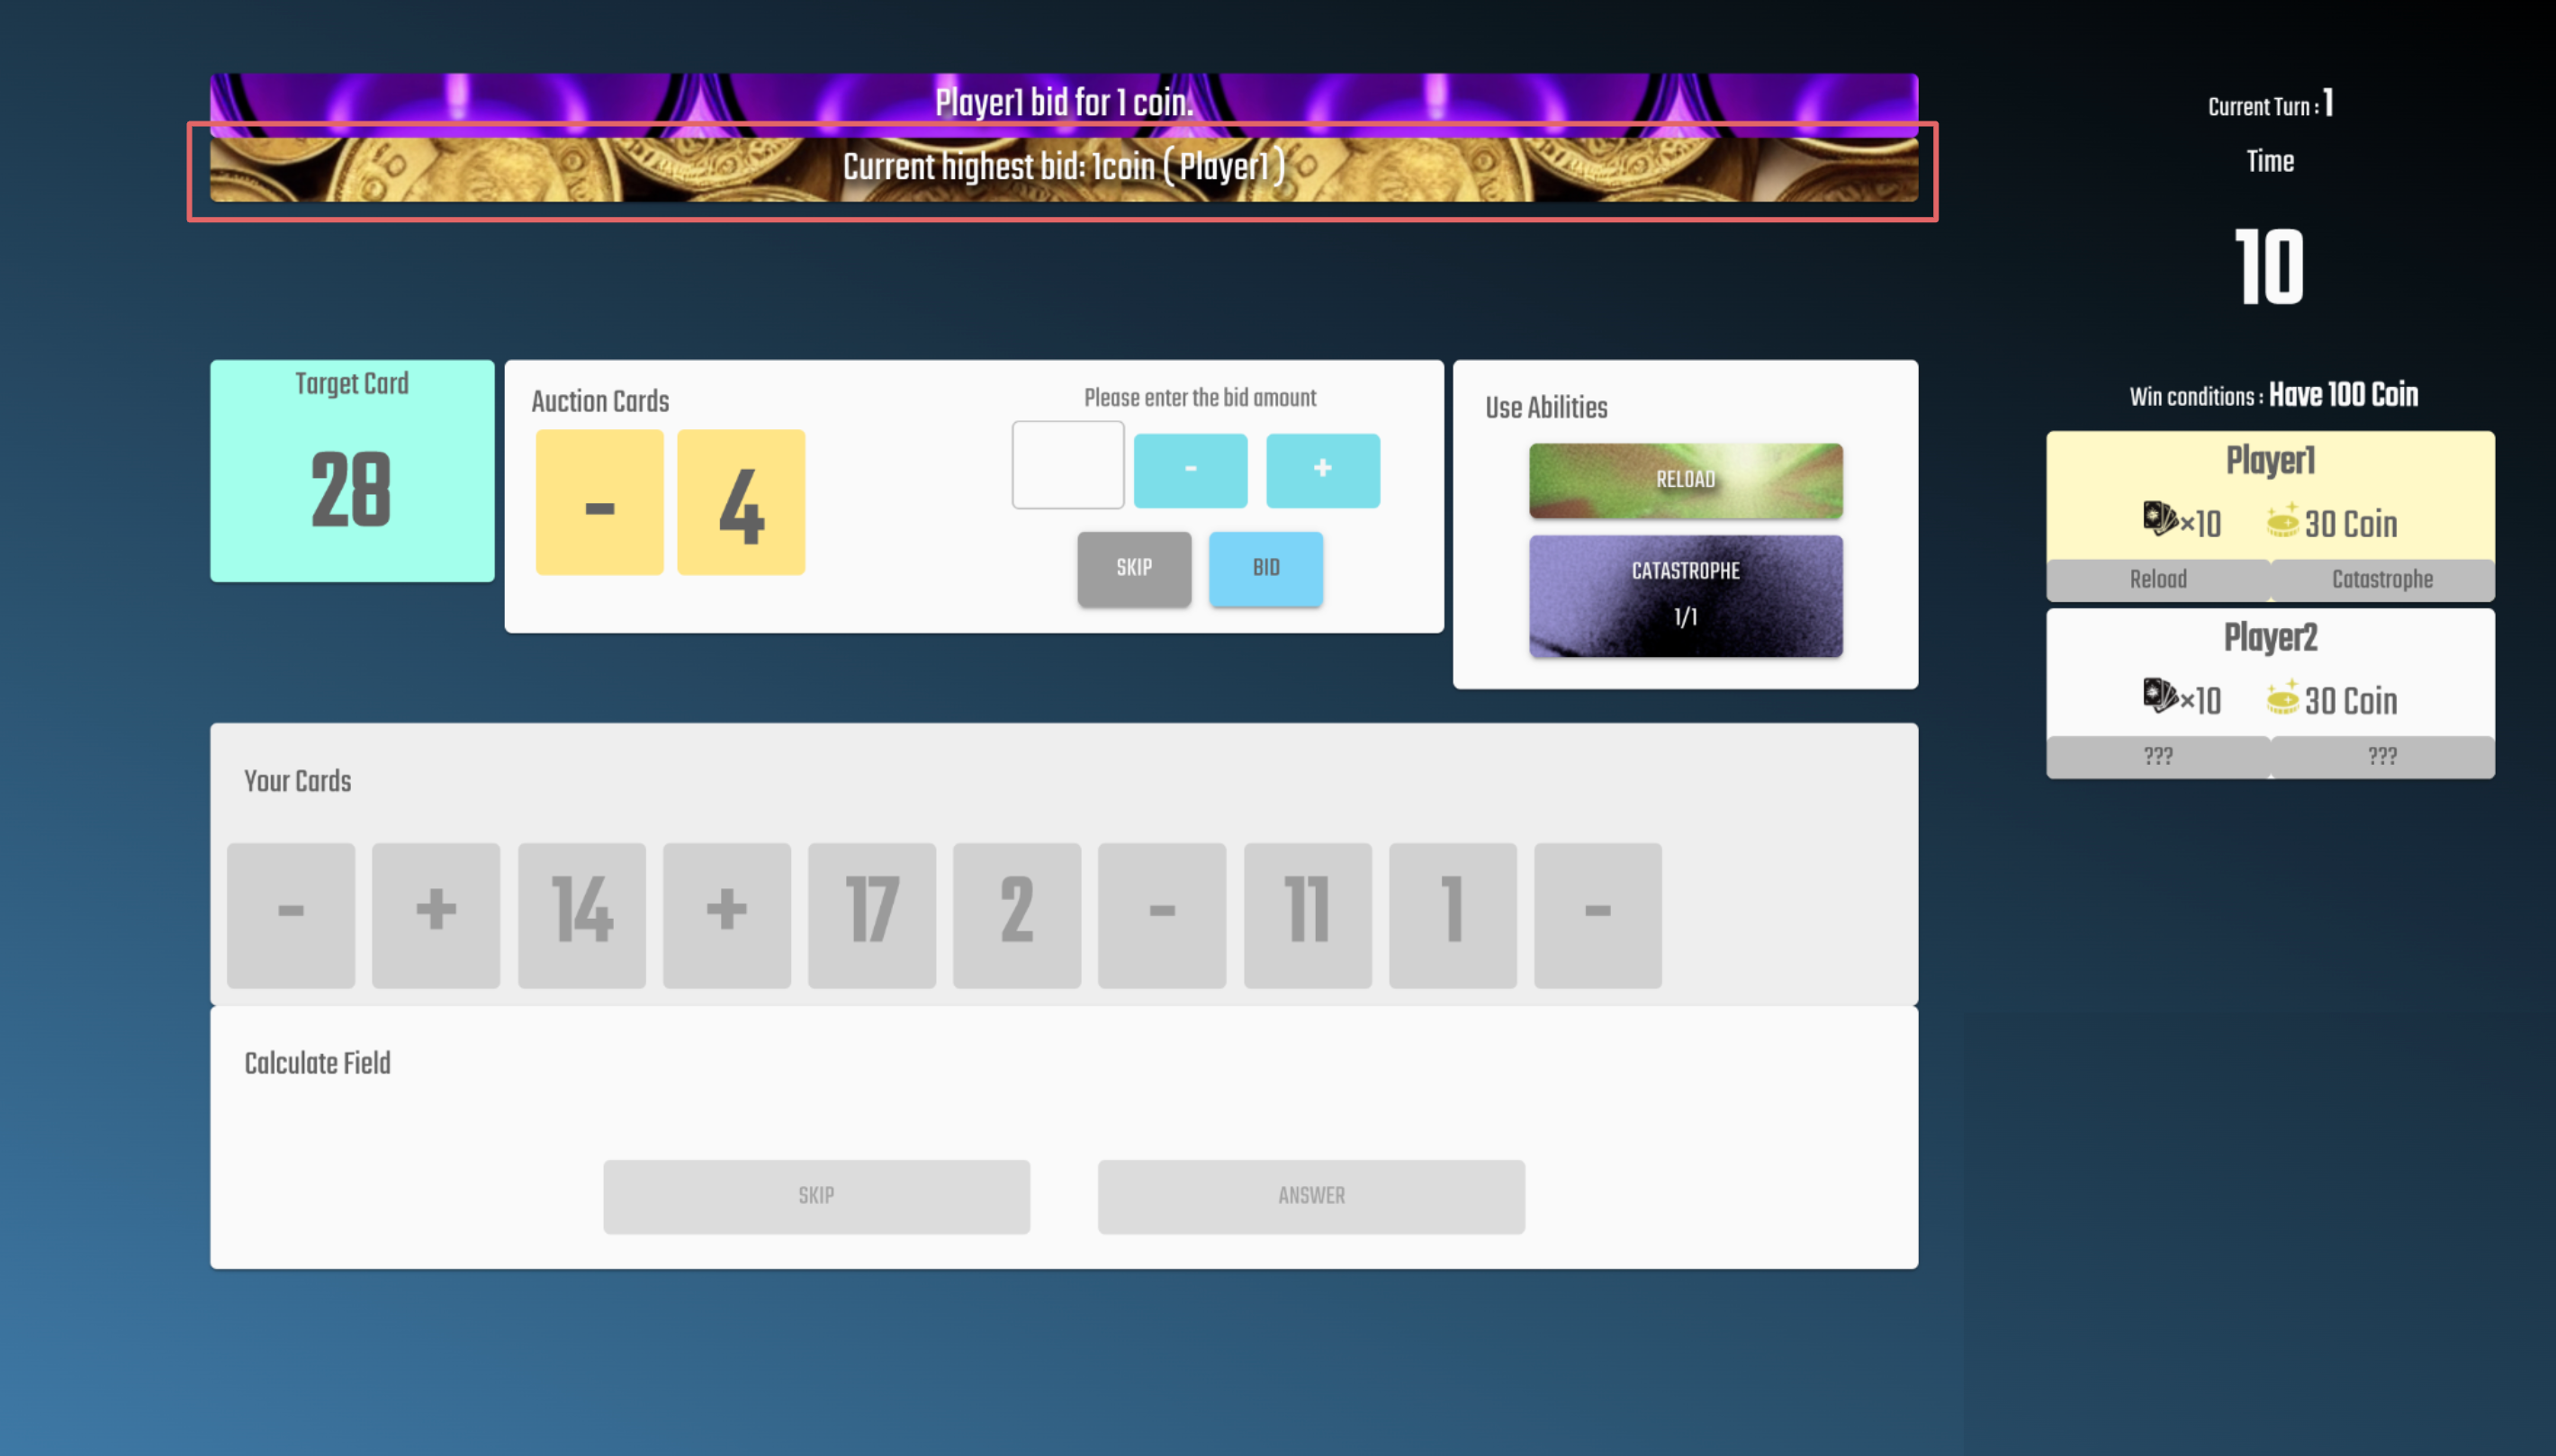 Player1 bid for 1 coin.
Current highest bid: 1coin ( Player1 )
Current Turn : 1
Time
10
Target Card
28
Auction Cards
- 4
Please enter the bid amount
- +
SKIP BID
Use Abilities
RELOAD
CATASTROPHE
1/1
Win conditions : Have 100 Coin
Player1
×10 30 Coin
Reload Catastrophe
Player2
×10 30 Coin
??? ???
Your Cards
- + 14 + 17 2 - 11 1 -
Calculate Field
SKIP ANSWER